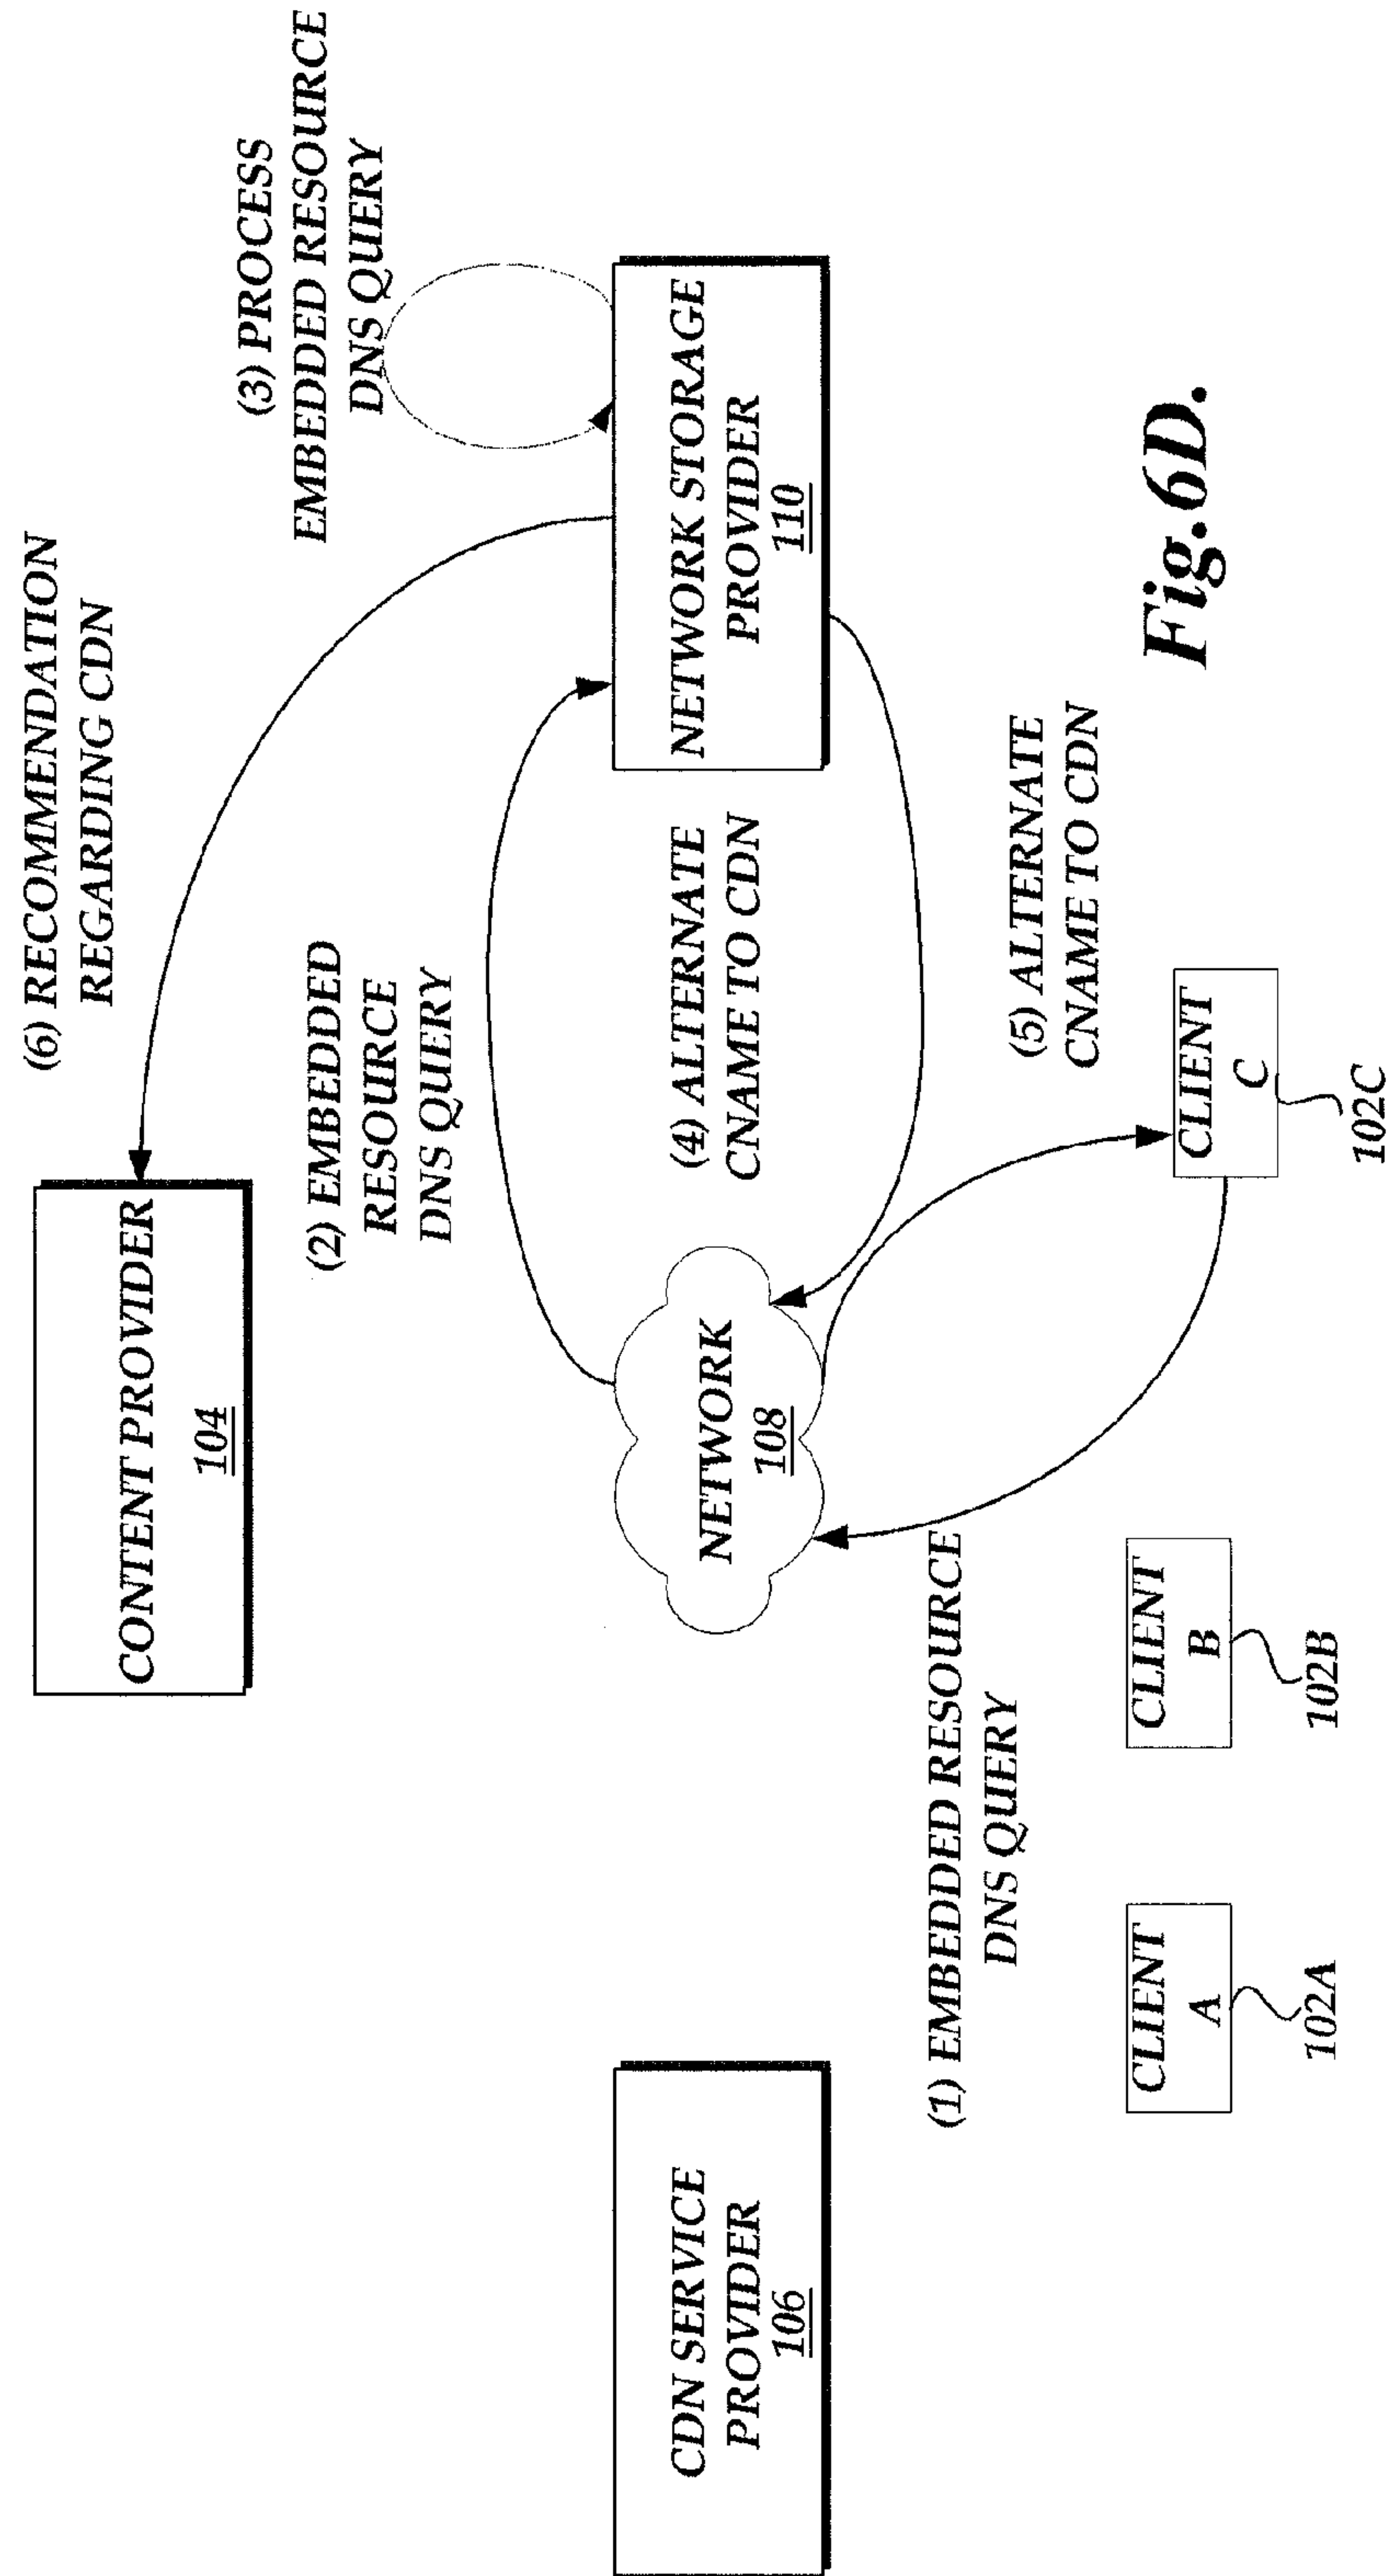 (6) RECOMMENDATION
REGARDING CDN
CONTENT PROVIDER
104
(3) PROCESS
EMBEDDED RESOURCE
DNS QUERY
(2) EMBEDDED
RESOURCE
DNS QUERY
CDN SERVICE
PROVIDER
106
NETWORK
108
(4) ALTERNATE
CNAME TO CDN
NETWORK STORAGE
PROVIDER
110
(1) EMBEDDED RESOURCE
DNS QUERY
(5) ALTERNATE
CNAME TO CDN
CLIENT
A
102A
CLIENT
B
102B
CLIENT
C
102C
Fig.6D.